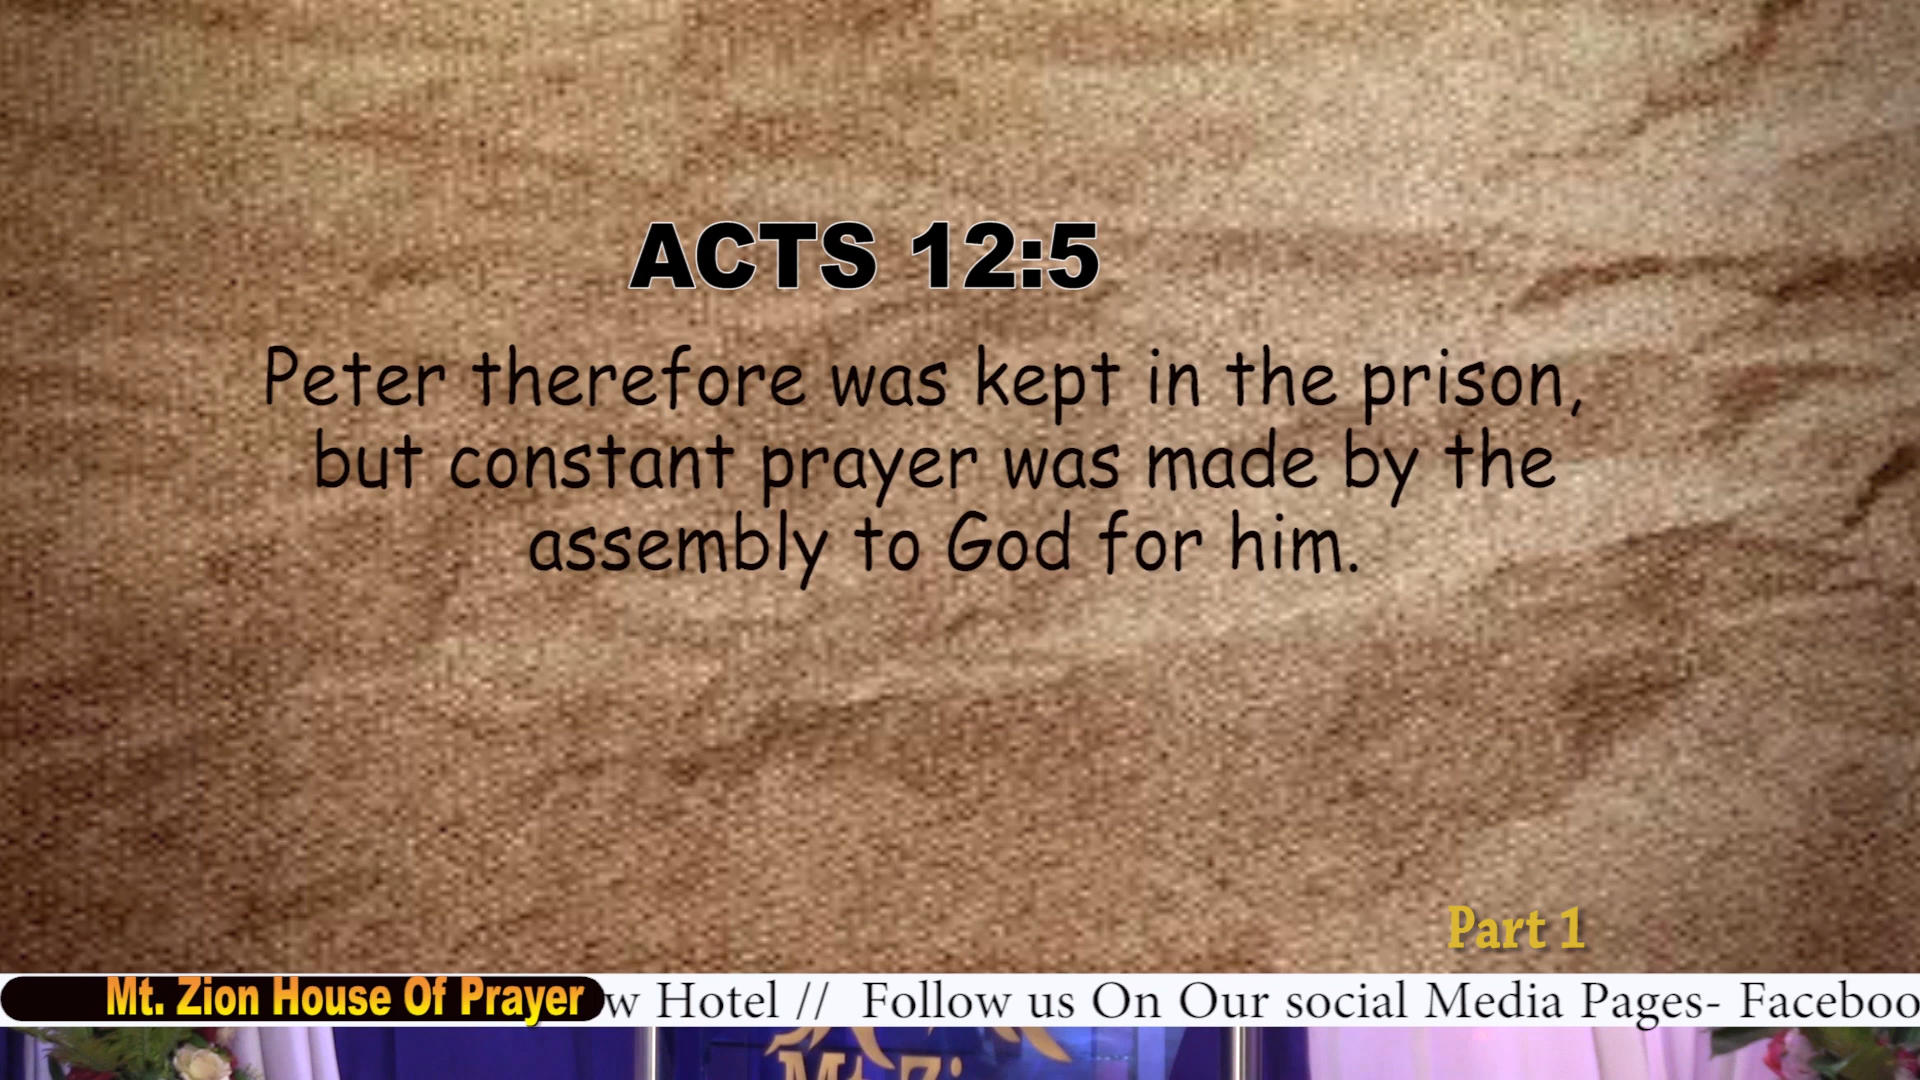 ACTS 12:5
Peter therefore was kept in the prison,
but constant prayer was made by the
assembly to God for him.
Part 1
Mt. Zion House Of Prayer
w Hotel // Follow us On Our social Media Pages- Faceboo
Mt Zi